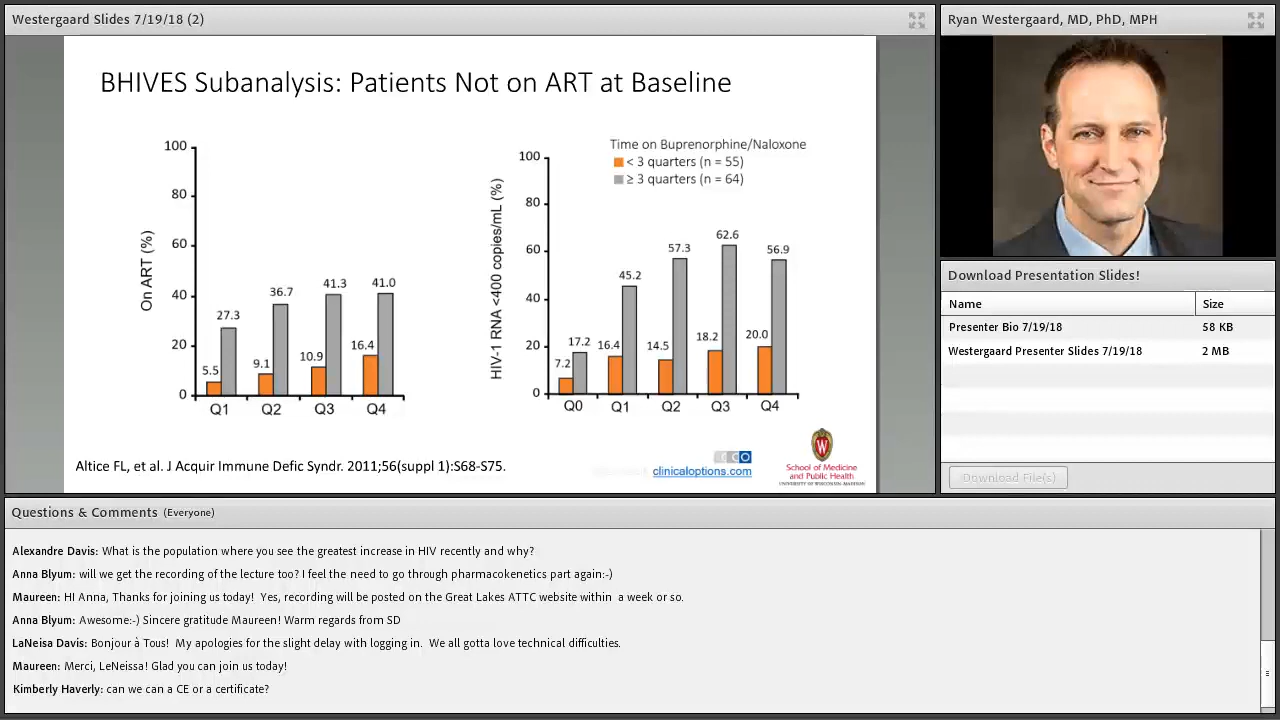 Westergaard Slides 7/19/18 (2)
BHIVES Subanalysis: Patients Not on ART at Baseline
On ART (%)
100
80
60
40
20
0
5.5
27.3
9.1
36.7
10.9
41.3
16.4
41.0
Q1
Q2
Q3
Q4
Time on Buprenorphine/Naloxone
< 3 quarters (n = 55)
≥ 3 quarters (n = 64)
HIV-1 RNA <400 copies/mL (%)
100
80
60
40
20
0
7.2
17.2
16.4
45.2
14.5
57.3
18.2
62.6
20.0
56.9
Q0
Q1
Q2
Q3
Q4
Altice FL, et al. J Acquir Immune Defic Syndr. 2011;56(suppl 1):S68-S75.
CCO
clinicaloptions.com
W
School of Medicine
and Public Health
UNIVERSITY OF WISCONSIN-MADISON
Ryan Westergaard, MD, PhD, MPH
Download Presentation Slides!
Name Size
Presenter Bio 7/19/18 58 KB
Westergaard Presenter Slides 7/19/18 2 MB
Download File(s)
Questions & Comments (Everyone)
Alexandre Davis: What is the population where you see the greatest increase in HIV recently and why?
Anna Blyum: will we get the recording of the lecture too? I feel the need to go through pharmacokenetics part again:-)
Maureen: HI Anna, Thanks for joining us today! Yes, recording will be posted on the Great Lakes ATTC website within a week or so.
Anna Blyum: Awesome:-) Sincere gratitude Maureen! Warm regards from SD
LaNeisa Davis: Bonjour à Tous! My apologies for the slight delay with logging in. We all gotta love technical difficulties.
Maureen: Merci, LeNeissa! Glad you can join us today!
Kimberly Haverly: can we can a CE or a certificate?